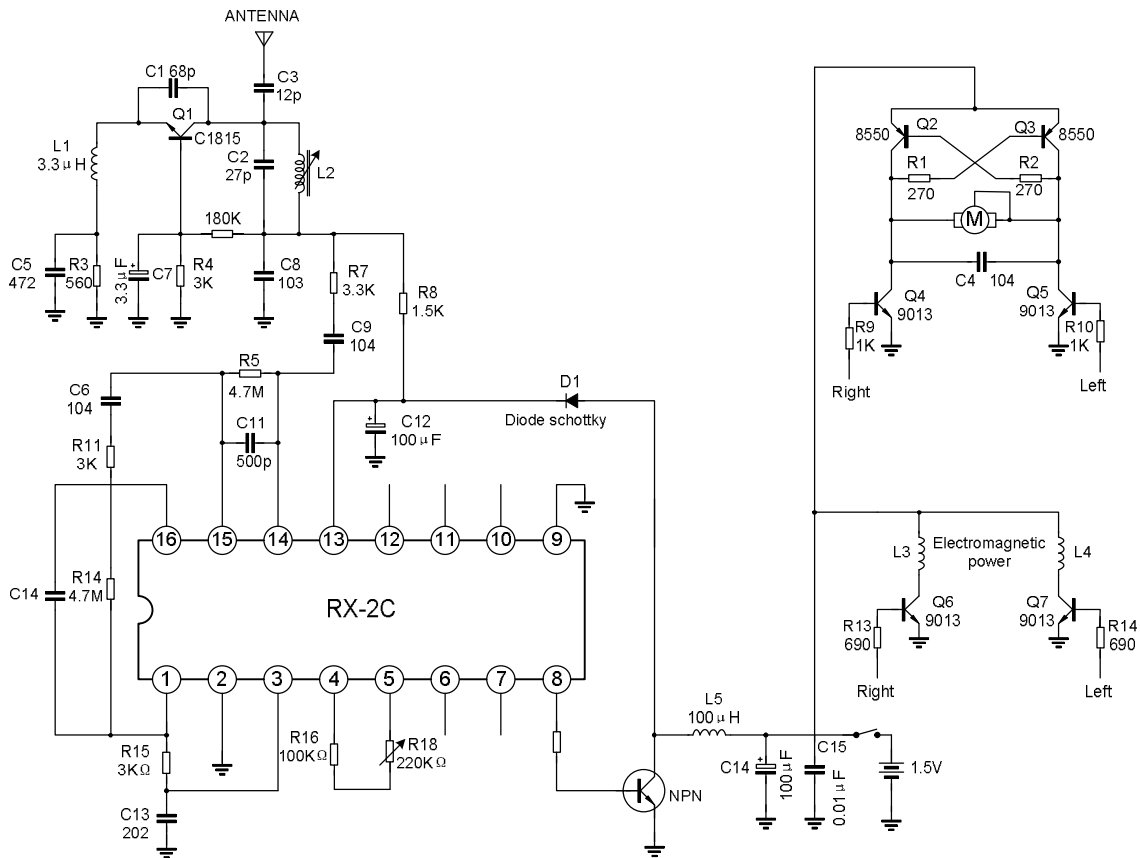 ANTENNA
C1 68p
C3
12p
Q1
C1815
L1
3.3μH
C2
27p
L2
180K
C5
472
R3
560
3.3μF
+
C7
R4
3K
C8
103
R7
3.3K
R8
1.5K
C9
104
R5
4.7M
C6
104
C11
500p
R11
3K
D1
Diode schottky
+
C12
100μF
16
15
14
13
12
11
10
9
C14
R14
4.7M
RX-2C
1
2
3
4
5
6
7
8
R15
3KΩ
C13
202
R16
100KΩ
R18
220KΩ
NPN
L5
100μH
C14
+
100μF
C15
0.01μF
1.5V
8550
Q2
Q3
8550
R1
270
R2
270
M
C4
104
Q4
9013
Q5
9013
R9
1K
R10
1K
Right
Left
L3
Electromagnetic
power
L4
Q6
9013
Q7
9013
R13
690
R14
690
Right
Left